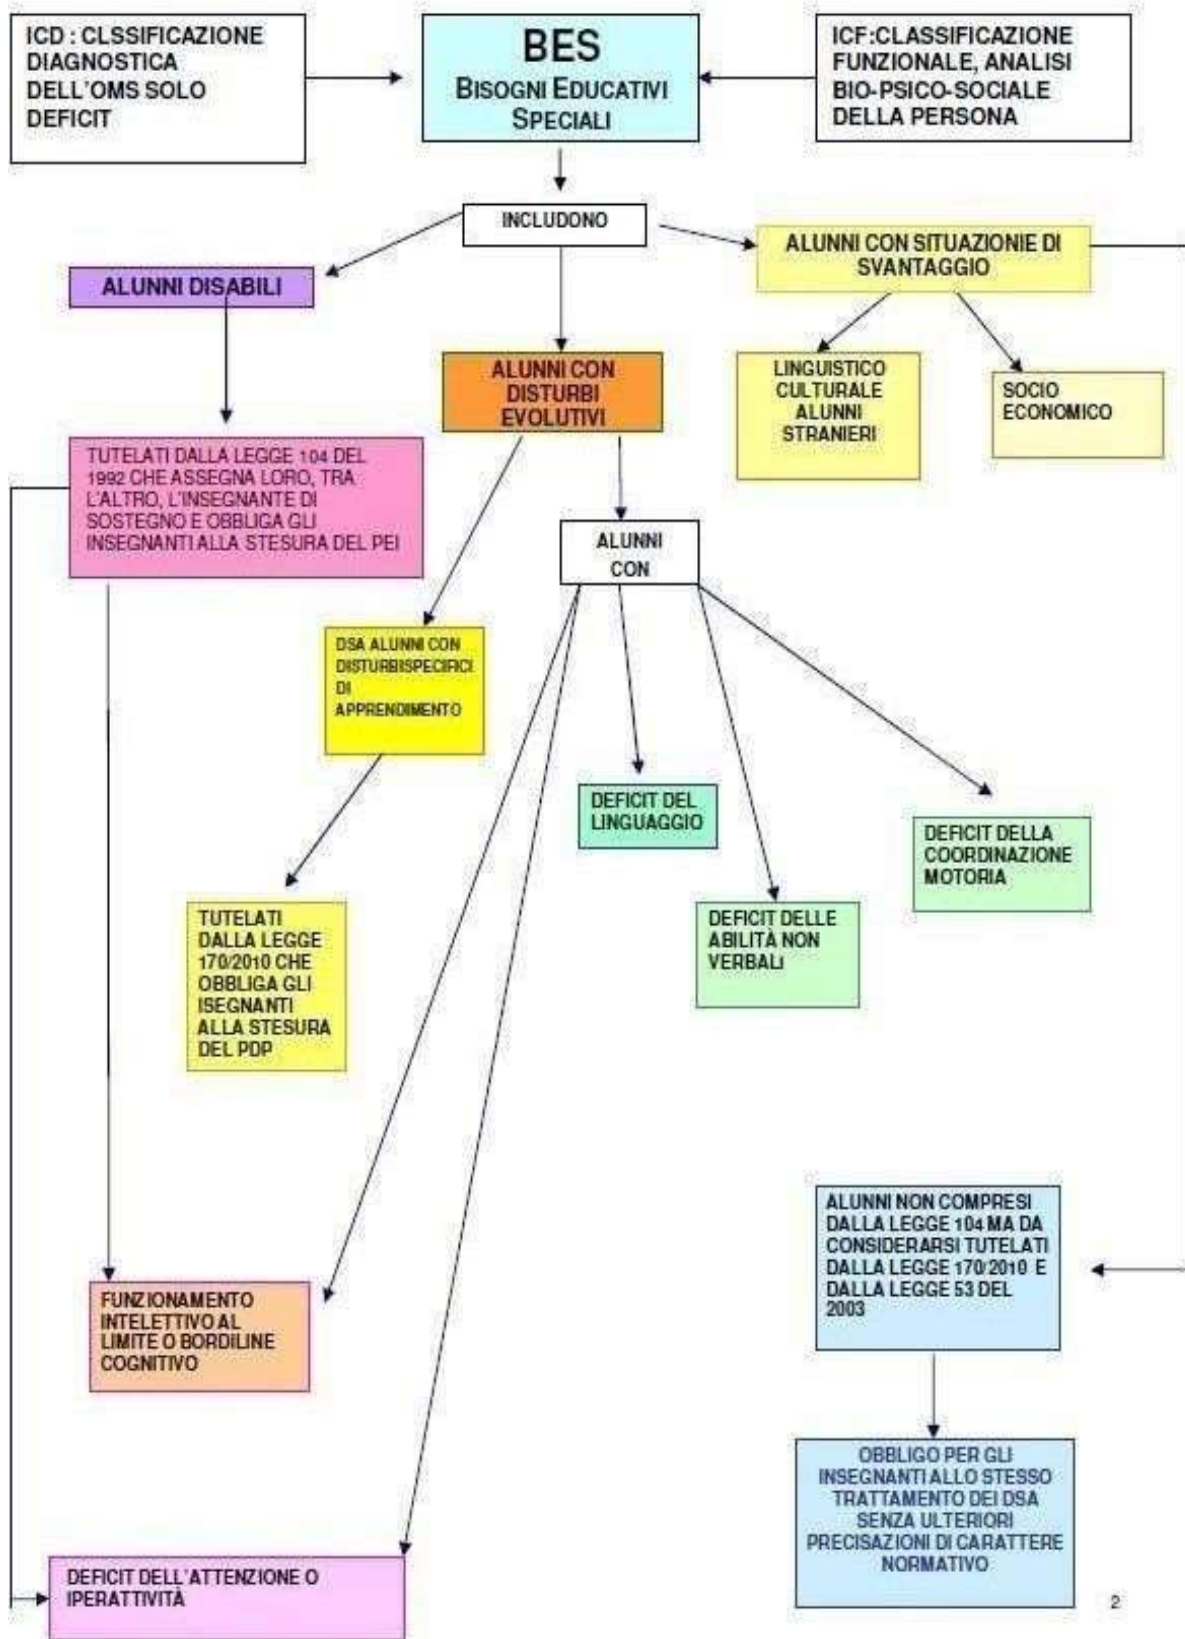 ICD : CLSSIFICAZIONE
DIAGNOSTICA
DELL'OMS SOLO
DEFICIT
BES
BISOGNI EDUCATIVI
SPECIALI
ICF:CLASSIFICAZIONE
FUNZIONALE, ANALISI
BIO-PSICO-SOCIALE
DELLA PERSONA
INCLUDONO
ALUNNI CON SITUAZIONIE DI
SVANTAGGIO
ALUNNI DISABILI
ALUNNI CON
DISTURBI
EVOLUTIVI
LINGUISTICO
CULTURALE
ALUNNI
STRANIERI
SOCIO
ECONOMICO
TUTELATI DALLA LEGGE 104 DEL
1992 CHE ASSEGNA LORO, TRA
L'ALTRO, L'INSEGNANTE DI
SOSTEGNO E OBBLIGA GLI
INSEGNANTI ALLA STESURA DEL PEI
ALUNNI
CON
DSA ALUNNI CON
DISTURBISPECIFICI
DI
APPRENDIMENTO
DEFICIT DEL
LINGUAGGIO
DEFICIT DELLA
COORDINAZIONE
MOTORIA
TUTELATI
DALLA LEGGE
170/2010 CHE
OBBLIGA GLI
ISEGNANTI
ALLA STESURA
DEL PDP
DEFICIT DELLE
ABILITÀ NON
VERBALI
ALUNNI NON COMPRESI
DALLA LEGGE 104 MA DA
CONSIDERARSI TUTELATI
DALLA LEGGE 170/2010 E
DALLA LEGGE 53 DEL
2003
FUNZIONAMENTO
INTELETTIVO AL
LIMITE O BORDILINE
COGNITIVO
OBBLIGO PER GLI
INSEGNANTI ALLO STESSO
TRATTAMENTO DEI DSA
SENZA ULTERIORI
PRECISAZIONI DI CARATTERE
NORMATIVO
DEFICIT DELL'ATTENZIONE O
IPERATTIVITÀ
2